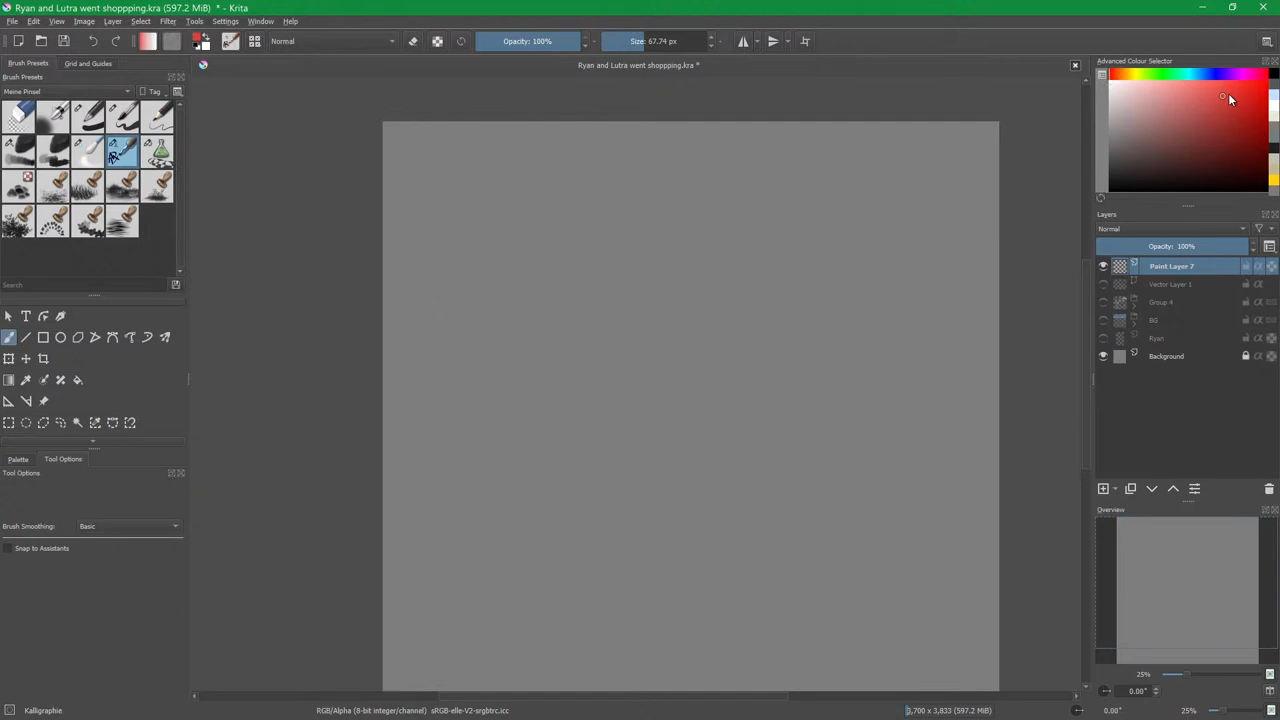 Ryan and Lutra went shoppping.kra (597.2 MiB) * - Krita
File Edit View Image Layer Select Filter Tools Settings Window Help
Normal
Opacity: 100%
Size: 67.74 px
Brush Presets
Grid and Guides
Ryan and Lutra went shoppping.kra *
Advanced Colour Selector
Brush Presets
Meine Pinsel
Tag
Layers
Normal
Opacity: 100%
Paint Layer 7
Vector Layer 1
Group 4
BG
Ryan
Background
Search
Palette
Tool Options
Tool Options
Overview
Brush Smoothing:
Basic
Snap to Assistants
25%
0.00°
Kalligraphie
RGB/Alpha (8-bit integer/channel) sRGB-elle-V2-srgbtrc.icc
3,700 x 3,833 (597.2 MiB)
0.00°
25%